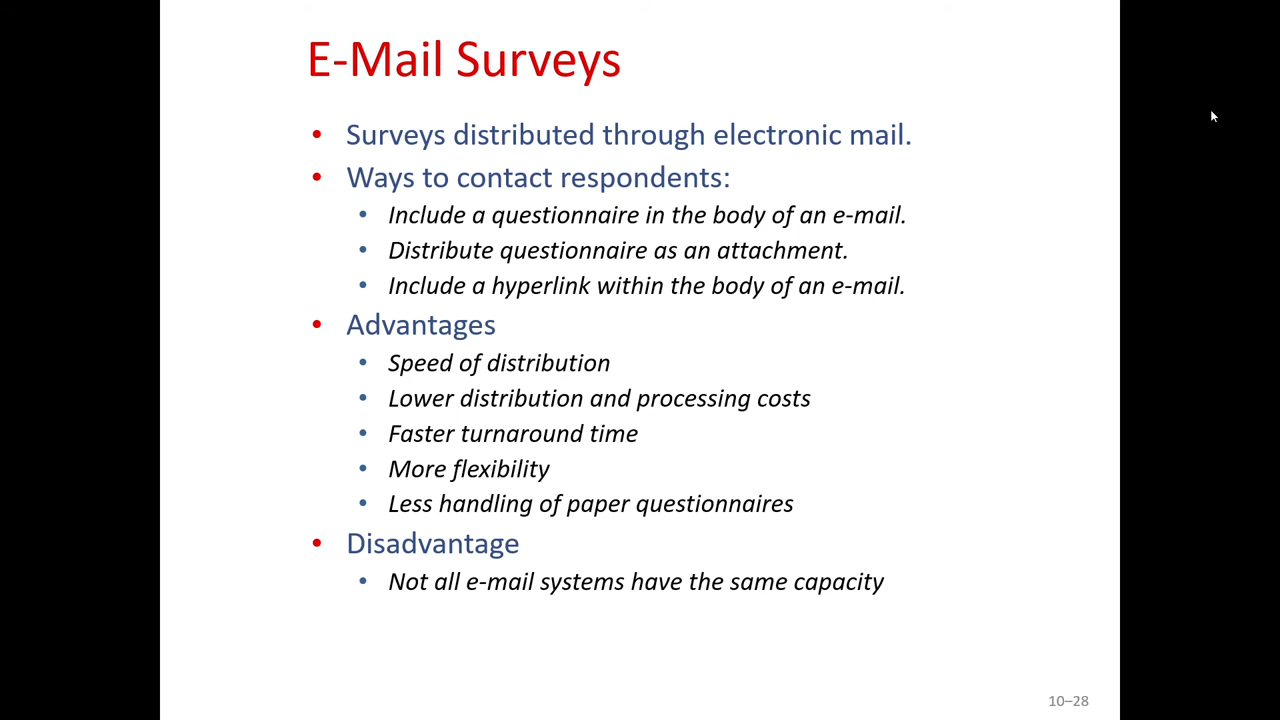 E-Mail Surveys
• Surveys distributed through electronic mail.
• Ways to contact respondents:
• Include a questionnaire in the body of an e-mail.
• Distribute questionnaire as an attachment.
• Include a hyperlink within the body of an e-mail.
• Advantages
• Speed of distribution
• Lower distribution and processing costs
• Faster turnaround time
• More flexibility
• Less handling of paper questionnaires
• Disadvantage
• Not all e-mail systems have the same capacity
10–28